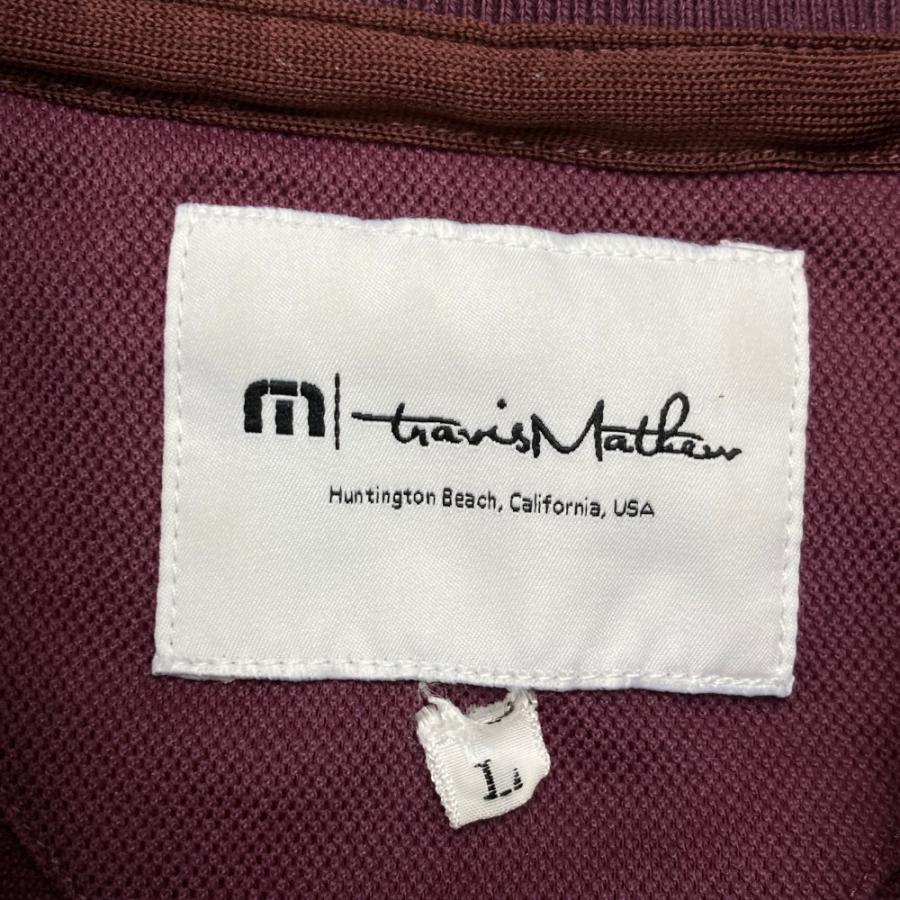 m|travisMathew
Huntington Beach, California, USA
L